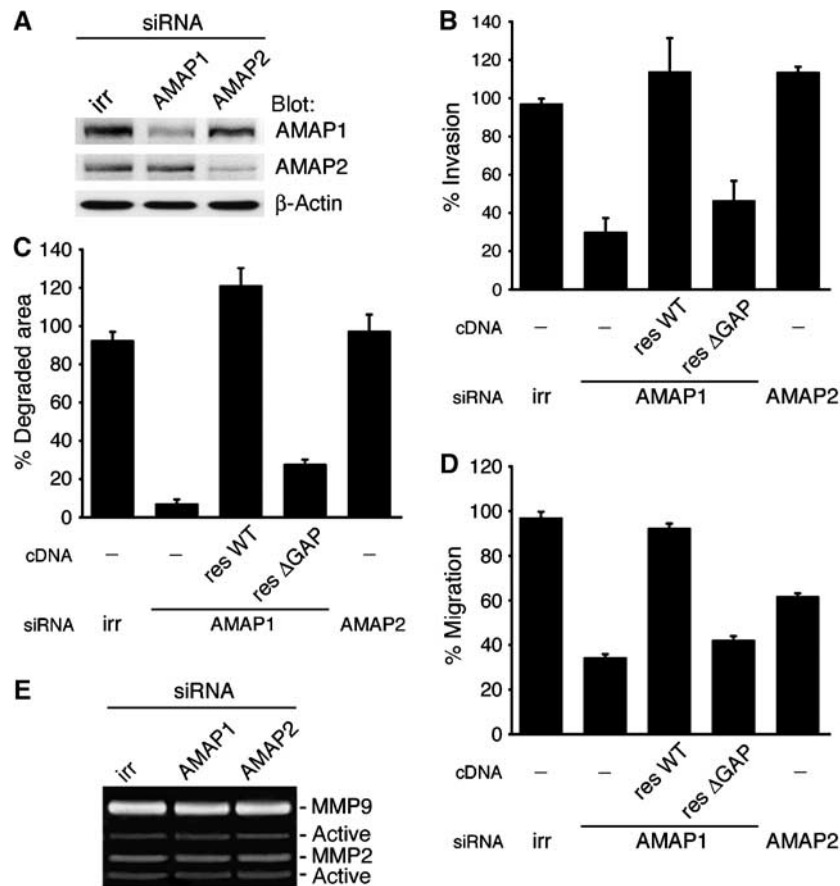 A
siRNA
irr AMAP1 AMAP2 Blot:
AMAP1
AMAP2
β-Actin
B
% Invasion
140
120
100
80
60
40
20
0
cDNA – – res WT res ΔGAP –
siRNA irr AMAP1 AMAP2
C
% Degraded area
140
120
100
80
60
40
20
0
cDNA – – res WT res ΔGAP –
siRNA irr AMAP1 AMAP2
D
% Migration
120
100
80
60
40
20
0
cDNA – – res WT res ΔGAP –
siRNA irr AMAP1 AMAP2
E
siRNA
irr AMAP1 AMAP2
- MMP9
- Active
- MMP2
- Active